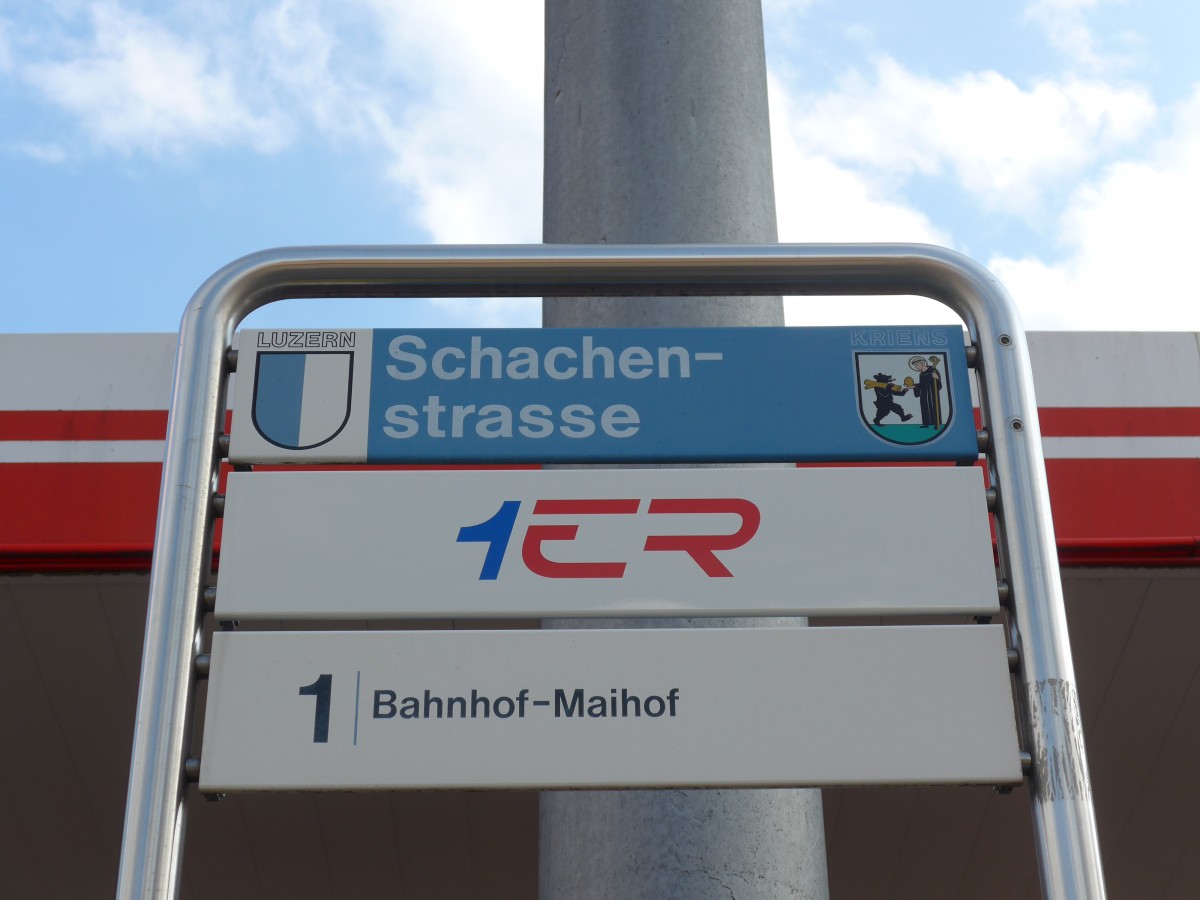 LUZERN
Schachen-
strasse
KRIENS
1ER
1 Bahnhof-Maihof